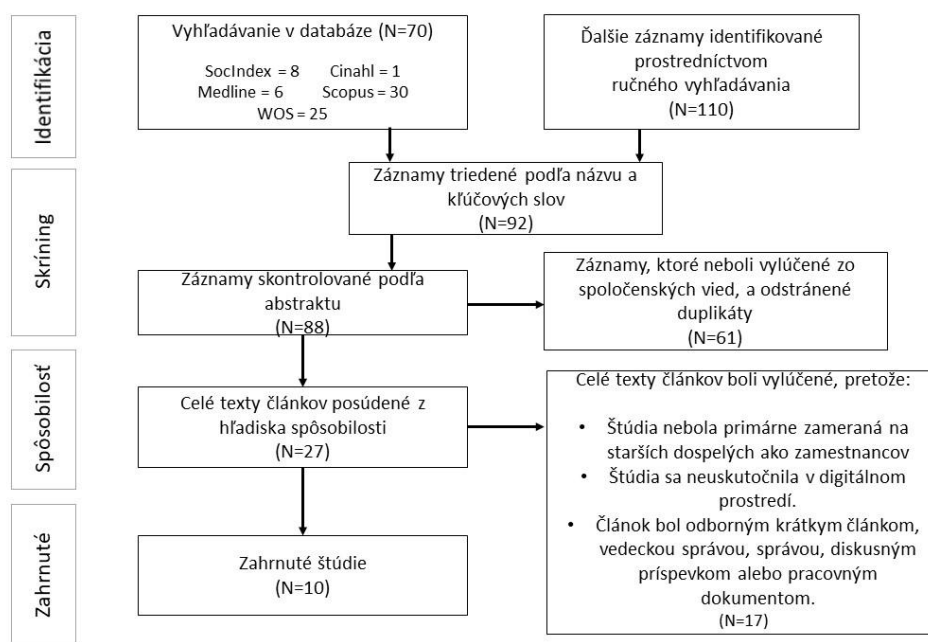 Identifikácia
Vyhľadávanie v databáze (N=70)
SocIndex = 8 Cinahl = 1
Medline = 6 Scopus = 30
WOS = 25
Ďalšie záznamy identifikované
prostredníctvom
ručného vyhľadávania
(N=110)
Skríning
Záznamy triedené podľa názvu a
kľúčových slov
(N=92)
Záznamy skontrolované podľa
abstraktu
(N=88)
Záznamy, ktoré neboli vylúčené zo
spoločenských vied, a odstránené
duplikáty
(N=61)
Spôsobilosť
Celé texty článkov posúdené z
hľadiska spôsobilosti
(N=27)
Celé texty článkov boli vylúčené, pretože:
• Štúdia nebola primárne zameraná na
starších dospelých ako zamestnancov
• Štúdia sa neuskutočnila v digitálnom
prostredí.
• Článok bol odborným krátkym článkom,
vedeckou správou, správou, diskusným
príspevkom alebo pracovným
dokumentom.
(N=17)
Zahrnuté
Zahrnuté štúdie
(N=10)